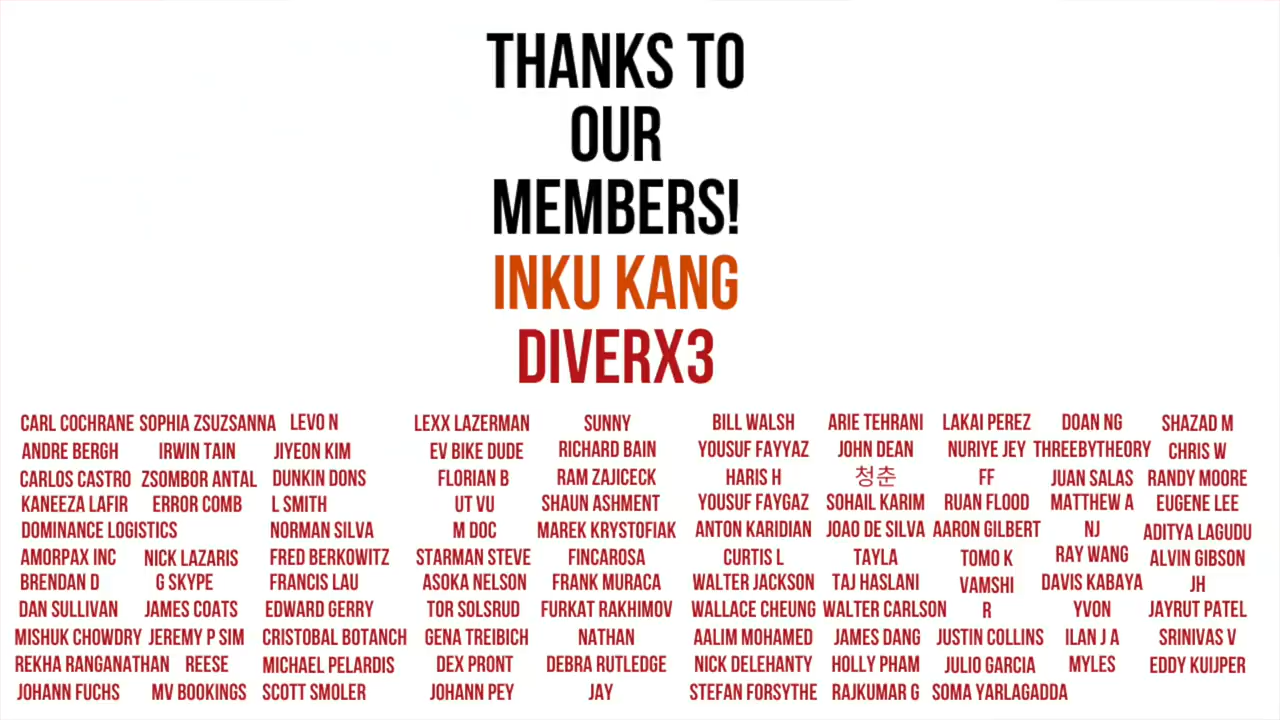 THANKS TO
OUR
MEMBERS!
INKU KANG
DIVERX3
CARL COCHRANE SOPHIA ZSUZSANNA LEVO N LEXX LAZERMAN SUNNY BILL WALSH ARIE TEHRANI LAKAI PEREZ DOAN NG SHAZAD M
ANDRE BERGH IRWIN TAIN JIYEON KIM EV BIKE DUDE RICHARD BAIN YOUSUF FAYYAZ JOHN DEAN NURIYE JEY THREEBYTHEORY CHRIS W
CARLOS CASTRO ZSOMBOR ANTAL DUNKIN DONS FLORIAN B RAM ZAJICECK HARIS H 청춘 FF JUAN SALAS RANDY MOORE
KANEEZA LAFIR ERROR COMB L SMITH UT VU SHAUN ASHMENT YOUSUF FAYGAZ SOHAIL KARIM RUAN FLOOD MATTHEW A EUGENE LEE
DOMINANCE LOGISTICS NORMAN SILVA M DOC MAREK KRYSTOFIAK ANTON KARIDIAN JOAO DE SILVA AARON GILBERT NJ ADITYA LAGUDU
AMORPAX INC NICK LAZARIS FRED BERKOWITZ STARMAN STEVE FINCAROSA CURTIS L TAYLA TOMO K RAY WANG ALVIN GIBSON
BRENDAN D G SKYPE FRANCIS LAU ASOKA NELSON FRANK MURACA WALTER JACKSON TAJ HASLANI VAMSHI DAVIS KABAYA JH
DAN SULLIVAN JAMES COATS EDWARD GERRY TOR SOLSRUD FURKAT RAKHIMOV WALLACE CHEUNG WALTER CARLSON R YVON JAYRUT PATEL
MISHUK CHOWDRY JEREMY P SIM CRISTOBAL BOTANCH GENA TREIBICH NATHAN AALIM MOHAMED JAMES DANG JUSTIN COLLINS ILAN J A SRINIVAS V
REKHA RANGANATHAN REESE MICHAEL PELARDIS DEX PRONT DEBRA RUTLEDGE NICK DELEHANTY HOLLY PHAM JULIO GARCIA MYLES EDDY KUIJPER
JOHANN FUCHS MV BOOKINGS SCOTT SMOLER JOHANN PEY JAY STEFAN FORSYTHE RAJKUMAR G SOMA YARLAGADDA